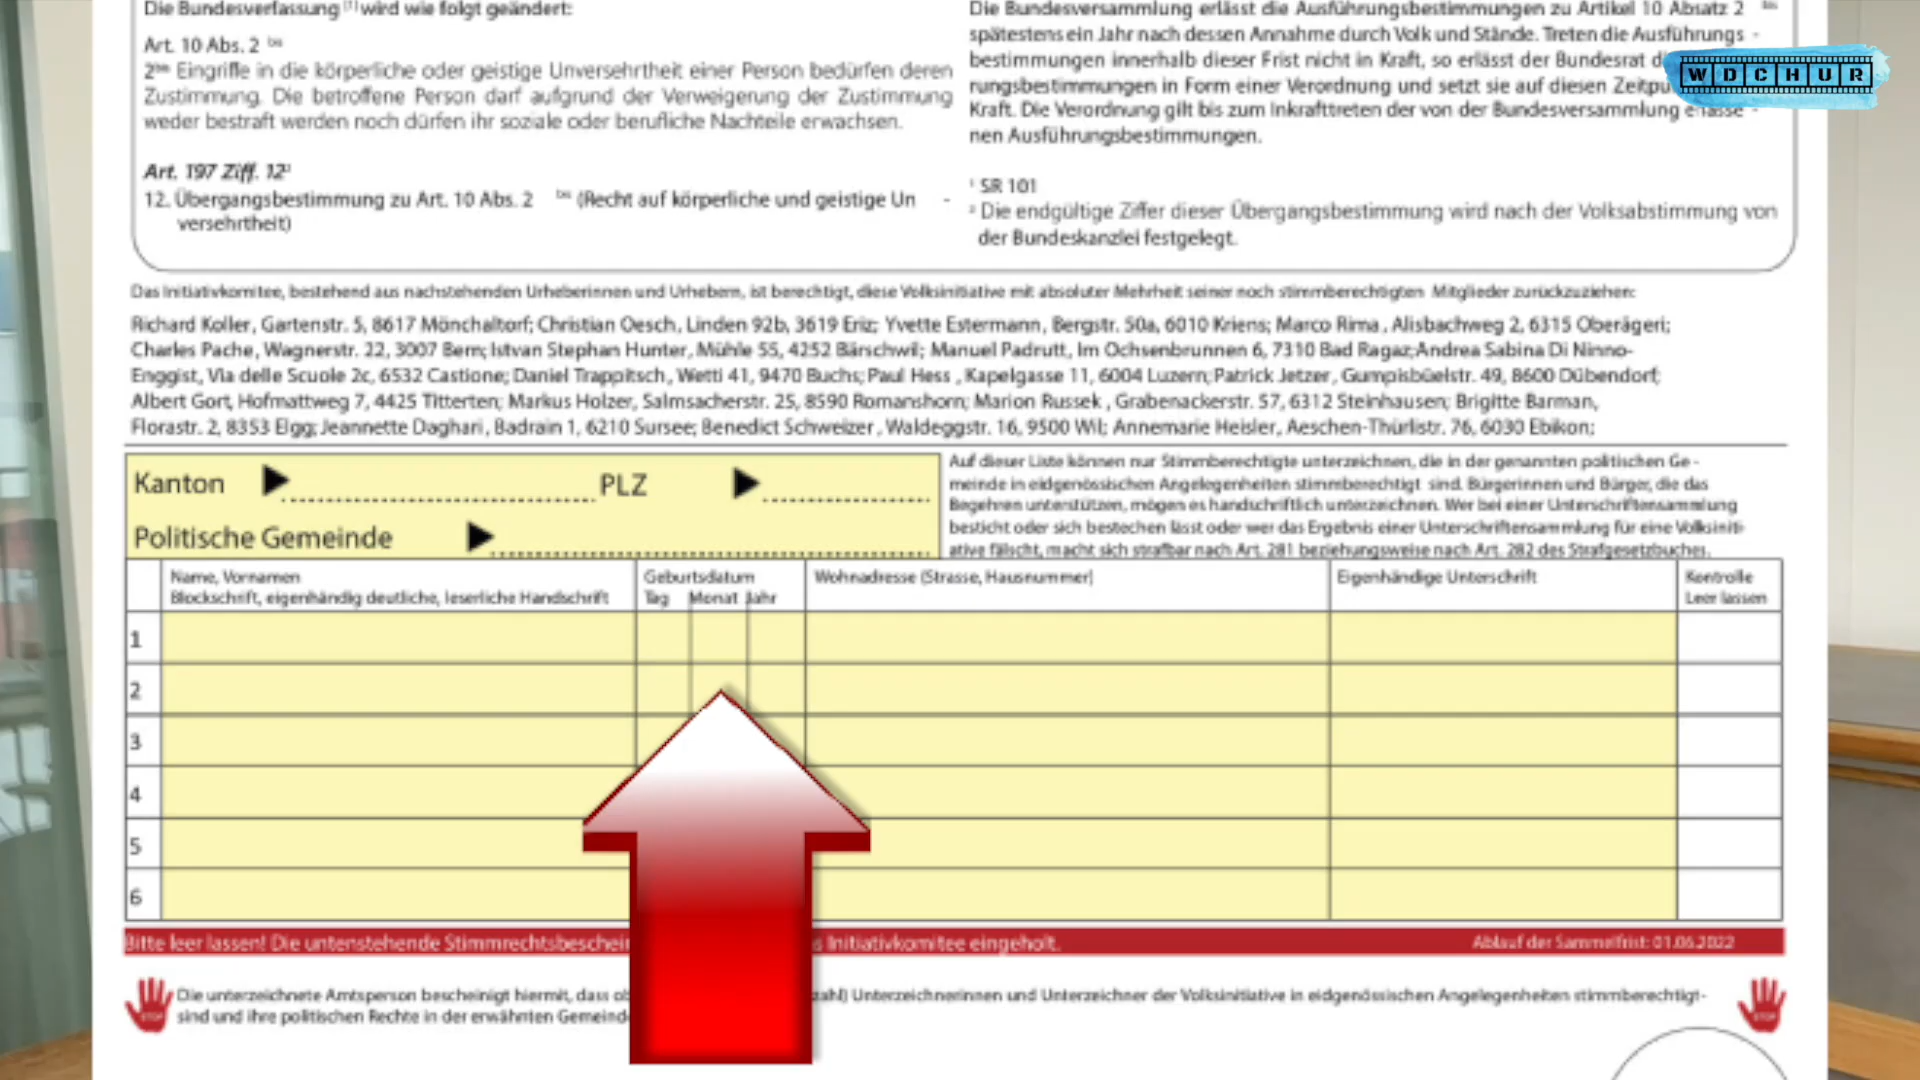 Die Bundesverfassung [1] wird wie folgt geändert:
Art. 10 Abs. 2 bis
2bis Eingriffe in die körperliche oder geistige Unversehrtheit einer Person bedürfen deren
Zustimmung. Die betroffene Person darf aufgrund der Verweigerung der Zustimmung
weder bestraft werden noch dürfen ihr soziale oder berufliche Nachteile erwachsen.
Art. 197 Ziff. 12²
12. Übergangsbestimmung zu Art. 10 Abs. 2 bis (Recht auf körperliche und geistige Un -
versehrtheit)
Die Bundesversammlung erlässt die Ausführungsbestimmungen zu Artikel 10 Absatz 2 bis
spätestens ein Jahr nach dessen Annahme durch Volk und Stände. Treten die Ausführungs -
bestimmungen innerhalb dieser Frist nicht in Kraft, so erlässt der Bundesrat
rungsbestimmungen in Form einer Verordnung und setzt sie auf diesen
Kraft. Die Verordnung gilt bis zum Inkrafttreten der von der Bundesversammlung erlasse -
nen Ausführungsbestimmungen.
¹ SR 101
² Die endgültige Ziffer dieser Übergangsbestimmung wird nach der Volksabstimmung von
der Bundeskanzlei festgelegt.
WDCHUR
Das Initiativkomitee, bestehend aus nachstehenden Urheberinnen und Urhebern, ist berechtigt, diese Volksinitiative mit absoluter Mehrheit seiner noch stimmberechtigten Mitglieder zurückzuziehen:
Richard Koller, Gartenstr. 5, 8617 Mönchaltorf; Christian Oesch, Linden 92b, 3619 Eriz; Yvette Estermann, Bergstr. 50a, 6010 Kriens; Marco Rima, Alisbachweg 2, 6315 Oberägeri;
Charles Pache, Wagnerstr. 22, 3007 Bern; Istvan Stephan Hunter, Mühle 55, 4252 Bärschwil; Manuel Padrutt, Im Ochsenbrunnen 6, 7310 Bad Ragaz;Andrea Sabina Di Ninno-
Enggist, Via delle Scuole 2c, 6532 Castione; Daniel Trappitsch, Wetti 41, 9470 Buchs; Paul Hess , Kapelgasse 11, 6004 Luzern; Patrick Jetzer, Gumpisbüelstr. 49, 8600 Dübendorf;
Albert Gort, Hofmattweg 7, 4425 Titterten; Markus Holzer, Salmsacherstr. 25, 8590 Romanshorn; Marion Russek , Grabenackerstr. 57, 6312 Steinhausen; Brigitte Barman,
Florastr. 2, 8353 Elgg; Jeannette Daghari, Badrain 1, 6210 Sursee; Benedict Schweizer, Waldeggstr. 16, 9500 Wil; Annemarie Heisler, Aeschen-Thürlistr. 76, 6030 Ebikon;
Kanton PLZ
Politische Gemeinde
Auf dieser Liste können nur Stimmberechtigte unterzeichnen, die in der genannten politischen Ge -
meinde in eidgenössischen Angelegenheiten stimmberechtigt sind. Bürgerinnen und Bürger, die das
Begehren unterstützen, mögen es handschriftlich unterzeichnen. Wer bei einer Unterschriftensammlung
besticht oder sich bestechen lässt oder wer das Ergebnis einer Unterschriftensammlung für eine Volksiniti-
ative fälscht, macht sich strafbar nach Art. 281 beziehungsweise nach Art. 282 des Strafgesetzbuches.
Name, Vornamen
Blockschrift, eigenhändig deutliche, leserliche Handschrift
Geburtsdatum
Tag Monat Jahr
Wohnadresse (Strasse, Hausnummer)
Eigenhändige Unterschrift
Kontrolle
Leer lassen
1
2
3
4
5
6
Bitte leer lassen! Die untenstehende Initiativkomitee eingeholt.
Ablauf der Sammelfrist: 01.06.2022
STOP
Die unterzeichnete Amtsperson bescheinigt hiermit, dass Unterzeichnerinnen und Unterzeichner der Volksinitiative in eidgenössischen Angelegenheiten stimmberechtigt-
sind und ihre politischen Rechte in der erwähnten
STOP